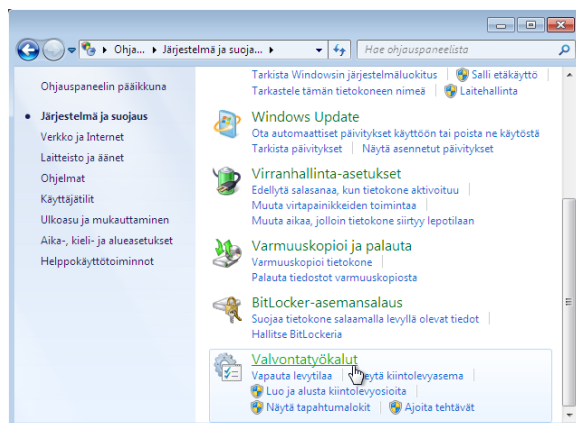 Ohja... Järjestelmä ja suoja...
Hae ohjauspaneelista
Ohjauspaneelin pääikkuna
Järjestelmä ja suojaus
Verkko ja Internet
Laitteisto ja äänet
Ohjelmat
Käyttäjätilit
Ulkoasu ja mukauttaminen
Aika-, kieli- ja alueasetukset
Helppokäyttötoiminnot
Tarkista Windowsin järjestelmäluokitus Salli etäkäyttö
Tarkastele tämän tietokoneen nimeä Laitehallinta
Windows Update
Ota automaattiset päivitykset käyttöön tai poista ne käytöstä
Tarkista päivitykset Näytä asennetut päivitykset
Virranhallinta-asetukset
Edellytä salasanaa, kun tietokone aktivoituu
Muuta virtapainikkeiden toimintaa
Muuta aikaa, jolloin tietokone siirtyy lepotilaan
Varmuuskopioi ja palauta
Varmuuskopioi tietokone
Palauta tiedostot varmuuskopiosta
BitLocker-asemansalaus
Suojaa tietokone salaamalla levyllä olevat tiedot
Hallitse BitLockeria
Valvontatyökalut
Vapauta levytilaa kiintolevyasema
Luo ja alusta kiintolevyosioita
Näytä tapahtumalokit Ajoita tehtävät